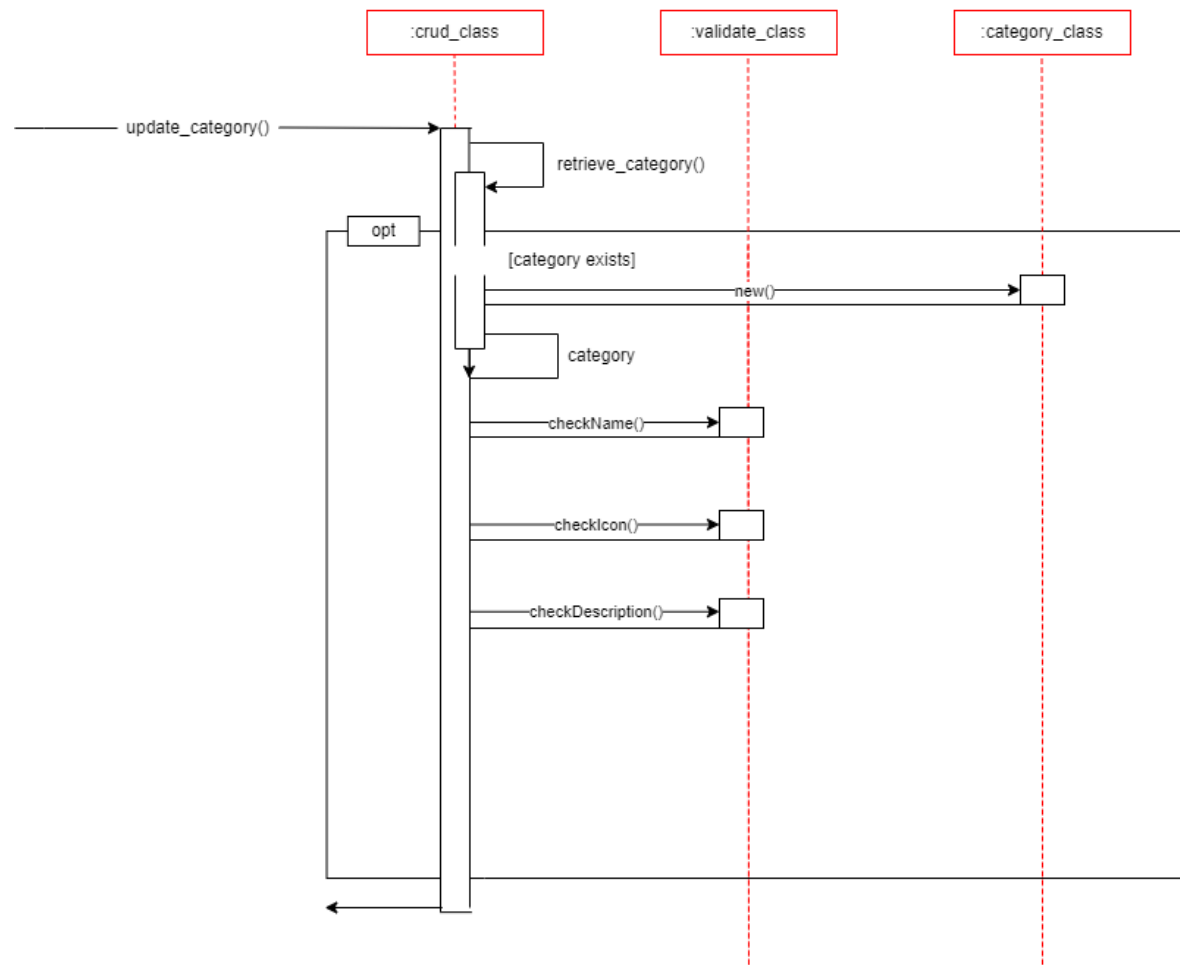 :crud_class
:validate_class
:category_class
update_category()
retrieve_category()
opt
[category exists]
new()
category
checkName()
checkIcon()
checkDescription()